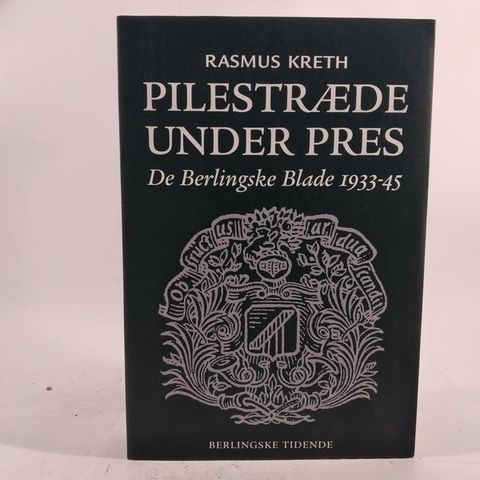 RASMUS KRETH
PILESTRÆDE
UNDER PRES
De Berlingske Blade 1933-45
BERLINGSKE TIDENDE